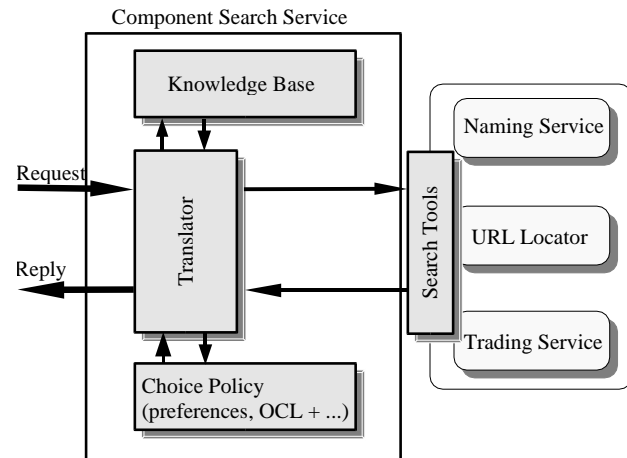 Component Search Service
Knowledge Base
Naming Service
Request
Translator
Search Tools
URL Locator
Reply
Trading Service
Choice Policy
(preferences, OCL + ...)